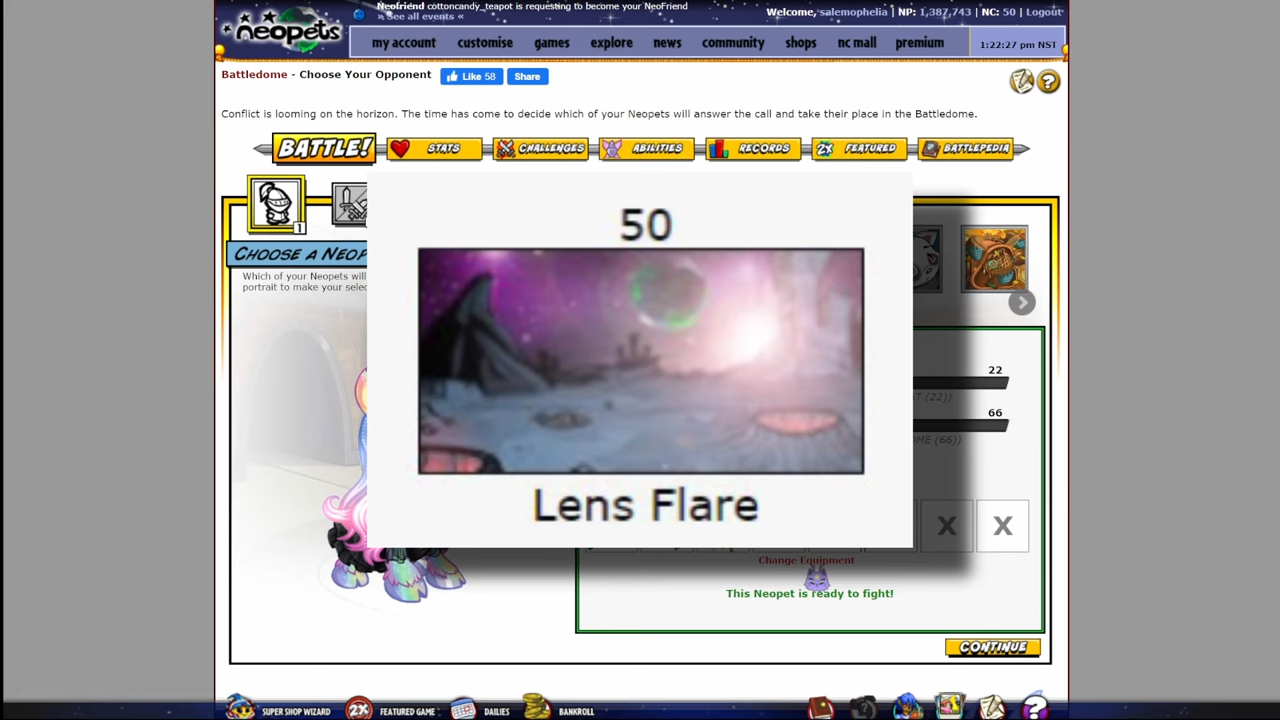 Neofriend cottoncandy_teapot is requesting to become your NeoFriend
» See all events «
Welcome, salemophelia | NP: 1,387,743 | NC: 50 | Logout
neopets
my account customise games explore news community shops nc mall premium
1:22:27 pm NST
Battledome - Choose Your Opponent
Like 58
Share
Conflict is looming on the horizon. The time has come to decide which of your Neopets will answer the call and take their place in the Battledome.
BATTLE! STATS CHALLENGES ABILITIES RECORDS 2X FEATURED BATTLEPEDIA
1
CHOOSE A NEOP
Which of your Neopets will
portrait to make your selec
50
Lens Flare
22
(22))
66
OME (66))
X X
Change Equipment
This Neopet is ready to fight!
CONTINUE
SUPER SHOP WIZARD 2X FEATURED GAME DAILIES BANKROLL